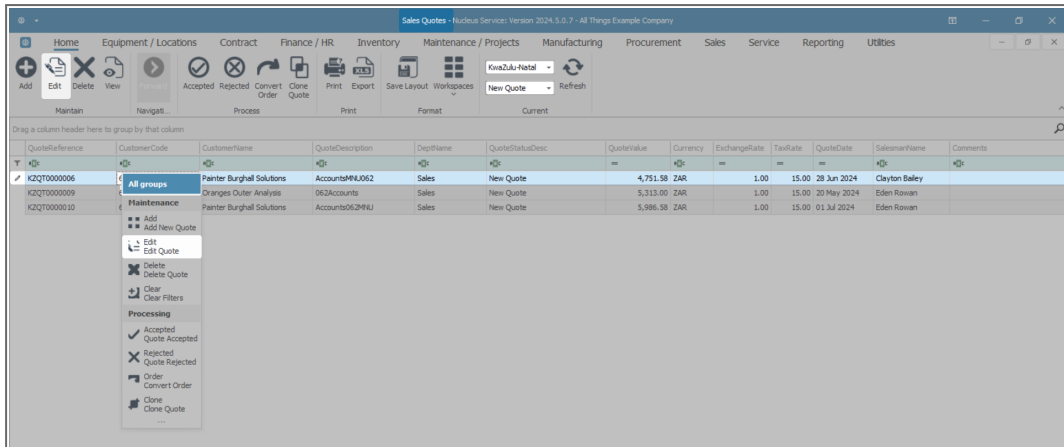 Sales Quotes - Nucleus Service: Version 2024.5.0.7 - All Things Example Company
Home Equipment / Locations Contract Finance / HR Inventory Maintenance / Projects Manufacturing Procurement Sales Service Reporting Utilities
Add Edit Delete View Forward Accepted Rejected Convert Order Clone Quote Print Export Save Layout Workspaces KwaZulu-Natal New Quote Refresh
Maintain Navigati... Process Print Format Current
Drag a column header here to group by that column
QuoteReference CustomerCode CustomerName QuoteDescription DeptName QuoteStatusDesc QuoteValue Currency ExchangeRate TaxRate QuoteDate SalesmanName Comments
KZQT0000006 Painter Burghall Solutions AccountsMNU062 Sales New Quote 4,751.58 ZAR 1.00 15.00 28 Jun 2024 Clayton Bailey
KZQT0000009 Oranges Outer Analysis 062Accounts Sales New Quote 5,313.00 ZAR 1.00 15.00 20 May 2024 Eden Rowan
KZQT0000010 Painter Burghall Solutions Accounts062MNU Sales New Quote 5,986.58 ZAR 1.00 15.00 01 Jul 2024 Eden Rowan
All groups
Maintenance
Add
Add New Quote
Edit
Edit Quote
Delete
Delete Quote
Clear
Clear Filters
Processing
Accepted
Quote Accepted
Rejected
Quote Rejected
Order
Convert Order
Clone
Clone Quote
...